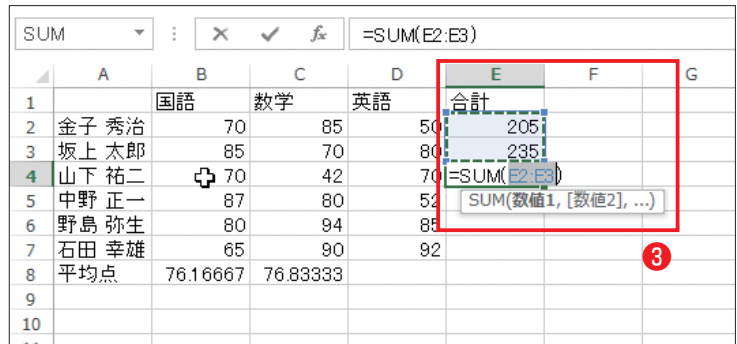 SUM =SUM(E2:E3)
A B C D E F G
1 国語 数学 英語 合計
2 金子 秀治 70 85 50 205
3 坂上 太郎 85 70 80 235
4 山下 祐二 70 42 70 =SUM(E2:E3)
5 中野 正一 87 80 52 SUM(数値1, [数値2], ...)
6 野島 弥生 80 94 85
7 石田 幸雄 65 90 92
❸
8 平均点 76.16667 76.83333
9
10